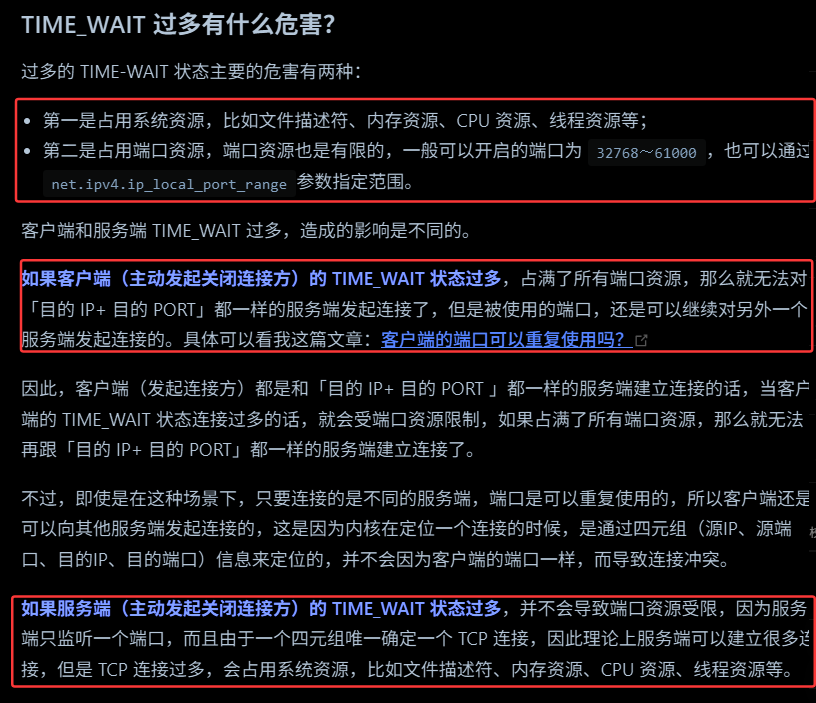 TIME_WAIT 过多有什么危害？
过多的 TIME-WAIT 状态主要的危害有两种：
• 第一是占用系统资源，比如文件描述符、内存资源、CPU 资源、线程资源等；
• 第二是占用端口资源，端口资源也是有限的，一般可以开启的端口为 32768～61000 ，也可以通过
net.ipv4.ip_local_port_range 参数指定范围。
客户端和服务端 TIME_WAIT 过多，造成的影响是不同的。
如果客户端（主动发起关闭连接方）的 TIME_WAIT 状态过多，占满了所有端口资源，那么就无法对
「目的 IP+ 目的 PORT」都一样的服务端发起连接了，但是被使用的端口，还是可以继续对另外一个
服务端发起连接的。具体可以看我这篇文章：客户端的端口可以重复使用吗？
因此，客户端（发起连接方）都是和「目的 IP+ 目的 PORT 」都一样的服务端建立连接的话，当客户
端的 TIME_WAIT 状态连接过多的话，就会受端口资源限制，如果占满了所有端口资源，那么就无法
再跟「目的 IP+ 目的 PORT」都一样的服务端建立连接了。
不过，即使是在这种场景下，只要连接的是不同的服务端，端口是可以重复使用的，所以客户端还是
可以向其他服务端发起连接的，这是因为内核在定位一个连接的时候，是通过四元组（源IP、源端
口、目的IP、目的端口）信息来定位的，并不会因为客户端的端口一样，而导致连接冲突。
如果服务端（主动发起关闭连接方）的 TIME_WAIT 状态过多，并不会导致端口资源受限，因为服务
端只监听一个端口，而且由于一个四元组唯一确定一个 TCP 连接，因此理论上服务端可以建立很多连
接，但是 TCP 连接过多，会占用系统资源，比如文件描述符、内存资源、CPU 资源、线程资源等。